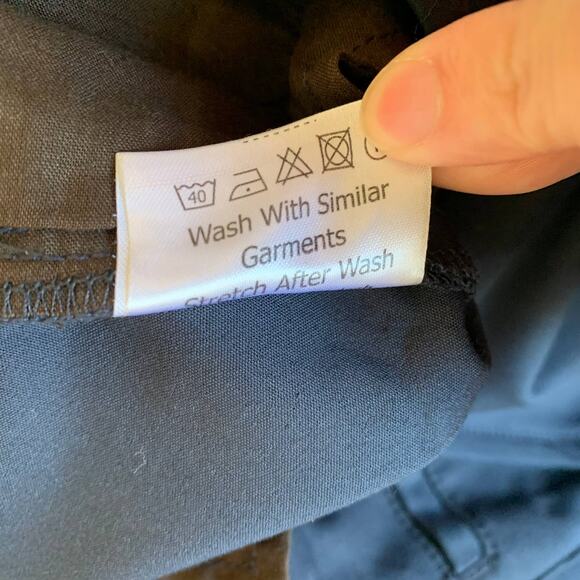 40
Wash With Similar
Garments
Stretch After Wash